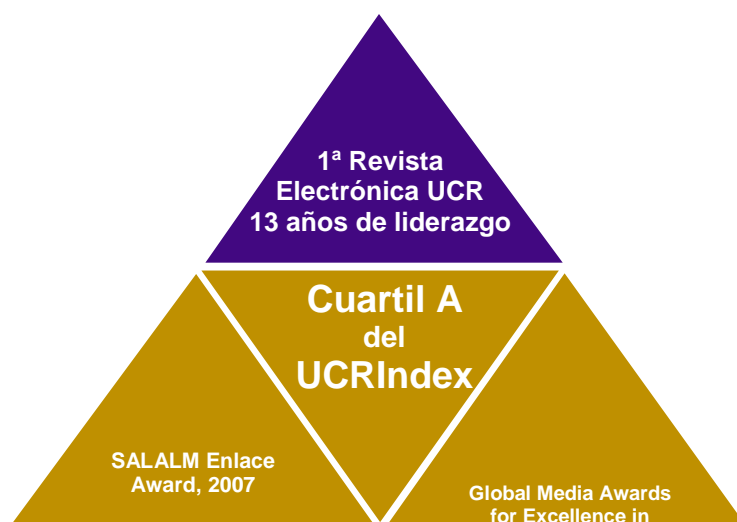 1ª Revista
Electrónica UCR
13 años de liderazgo
Cuartil A
del
UCRIndex
SALALM Enlace
Award, 2007
Global Media Awards
for Excellence in